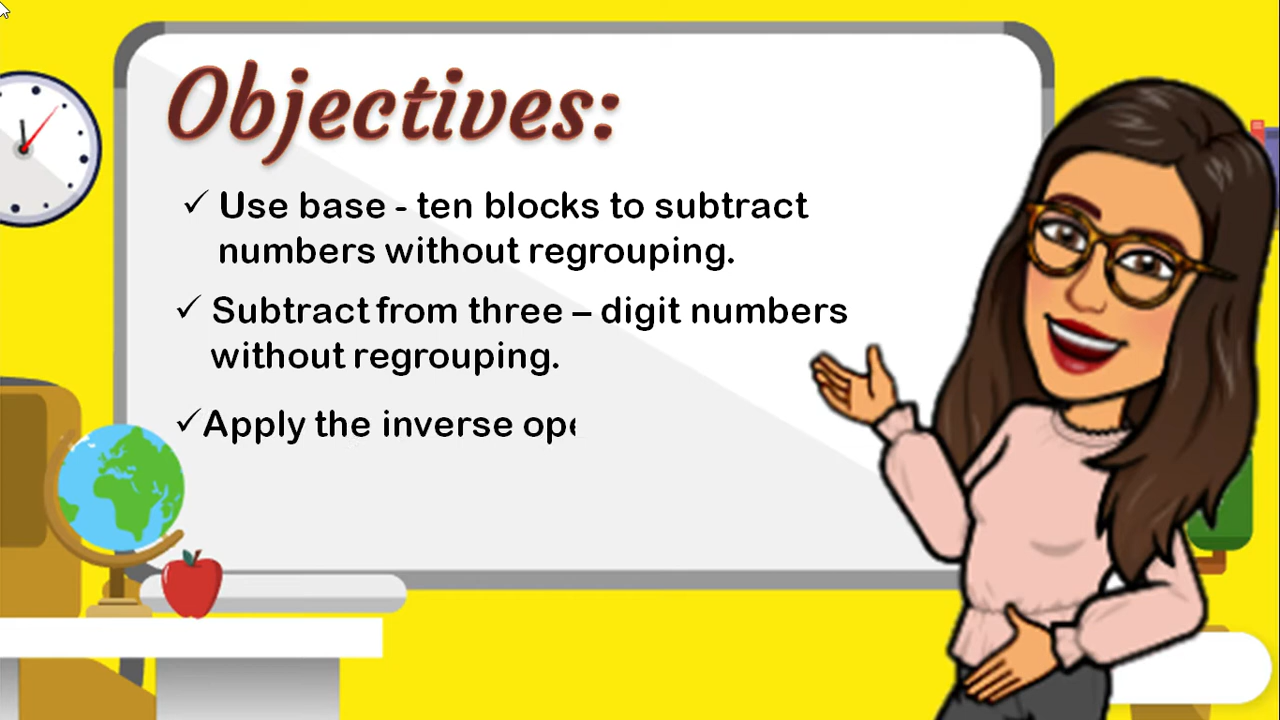 Objectives:
✓ Use base - ten blocks to subtract
numbers without regrouping.
✓ Subtract from three – digit numbers
without regrouping.
✓Apply the inverse